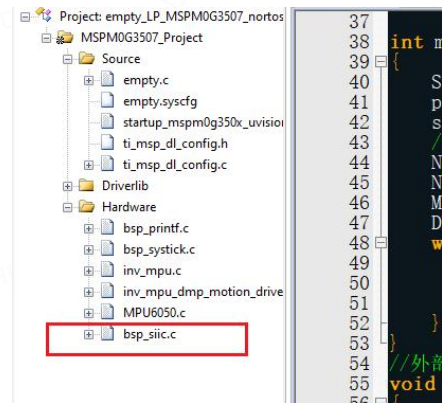 Project: empty_LP_MSPM0G3507_nortos
MSPM0G3507_Project
Source
empty.c
empty.syscfg
startup_mspm0g350x_uvision
ti_msp_dl_config.h
ti_msp_dl_config.c
Driverlib
Hardware
bsp_printf.c
bsp_systick.c
inv_mpu.c
inv_mpu_dmp_motion_drive
MPU6050.c
bsp_siic.c
37
38 int m
39 {
40 S
41 p
42 s
43 /
44 N
45 N
46 M
47 D
48 w
49
50
51
52 }
53 }
54 //外部
55 void
56 {